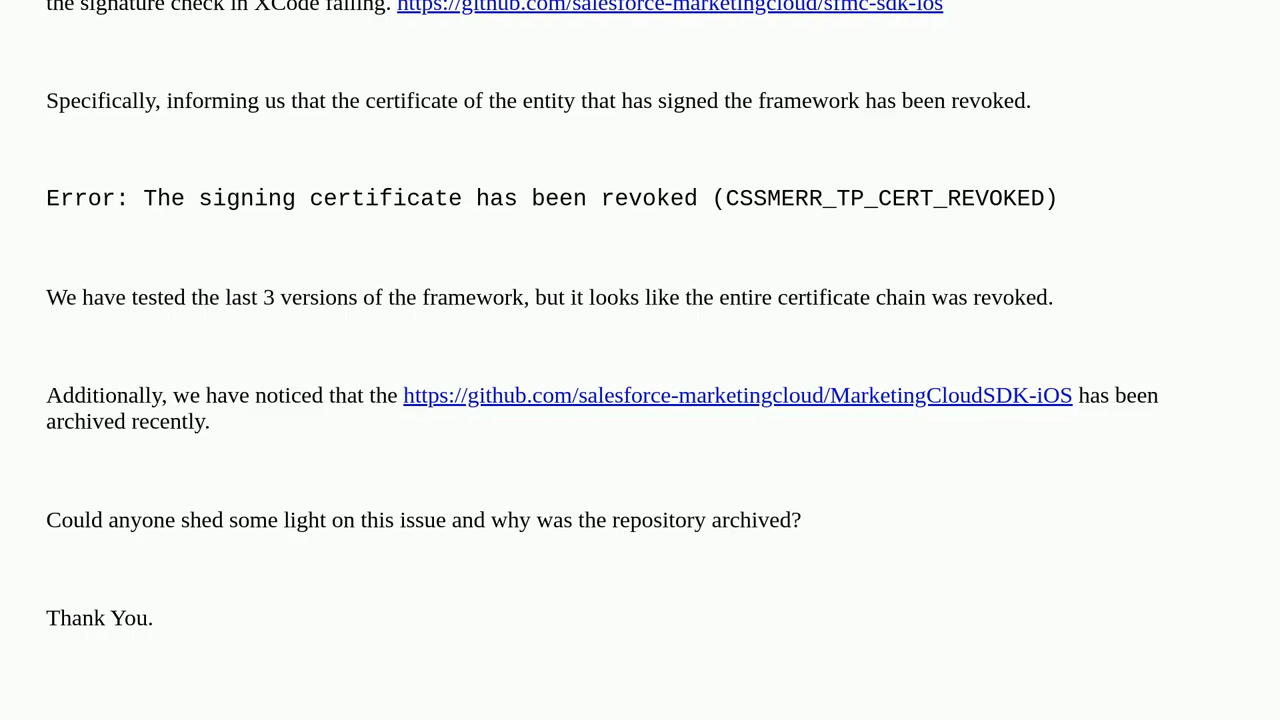 the signature check in XCode failing. https://github.com/salesforce-marketingcloud/sfmc-sdk-ios
Specifically, informing us that the certificate of the entity that has signed the framework has been revoked.
Error: The signing certificate has been revoked (CSSMERR_TP_CERT_REVOKED)
We have tested the last 3 versions of the framework, but it looks like the entire certificate chain was revoked.
Additionally, we have noticed that the https://github.com/salesforce-marketingcloud/MarketingCloudSDK-iOS has been
archived recently.
Could anyone shed some light on this issue and why was the repository archived?
Thank You.